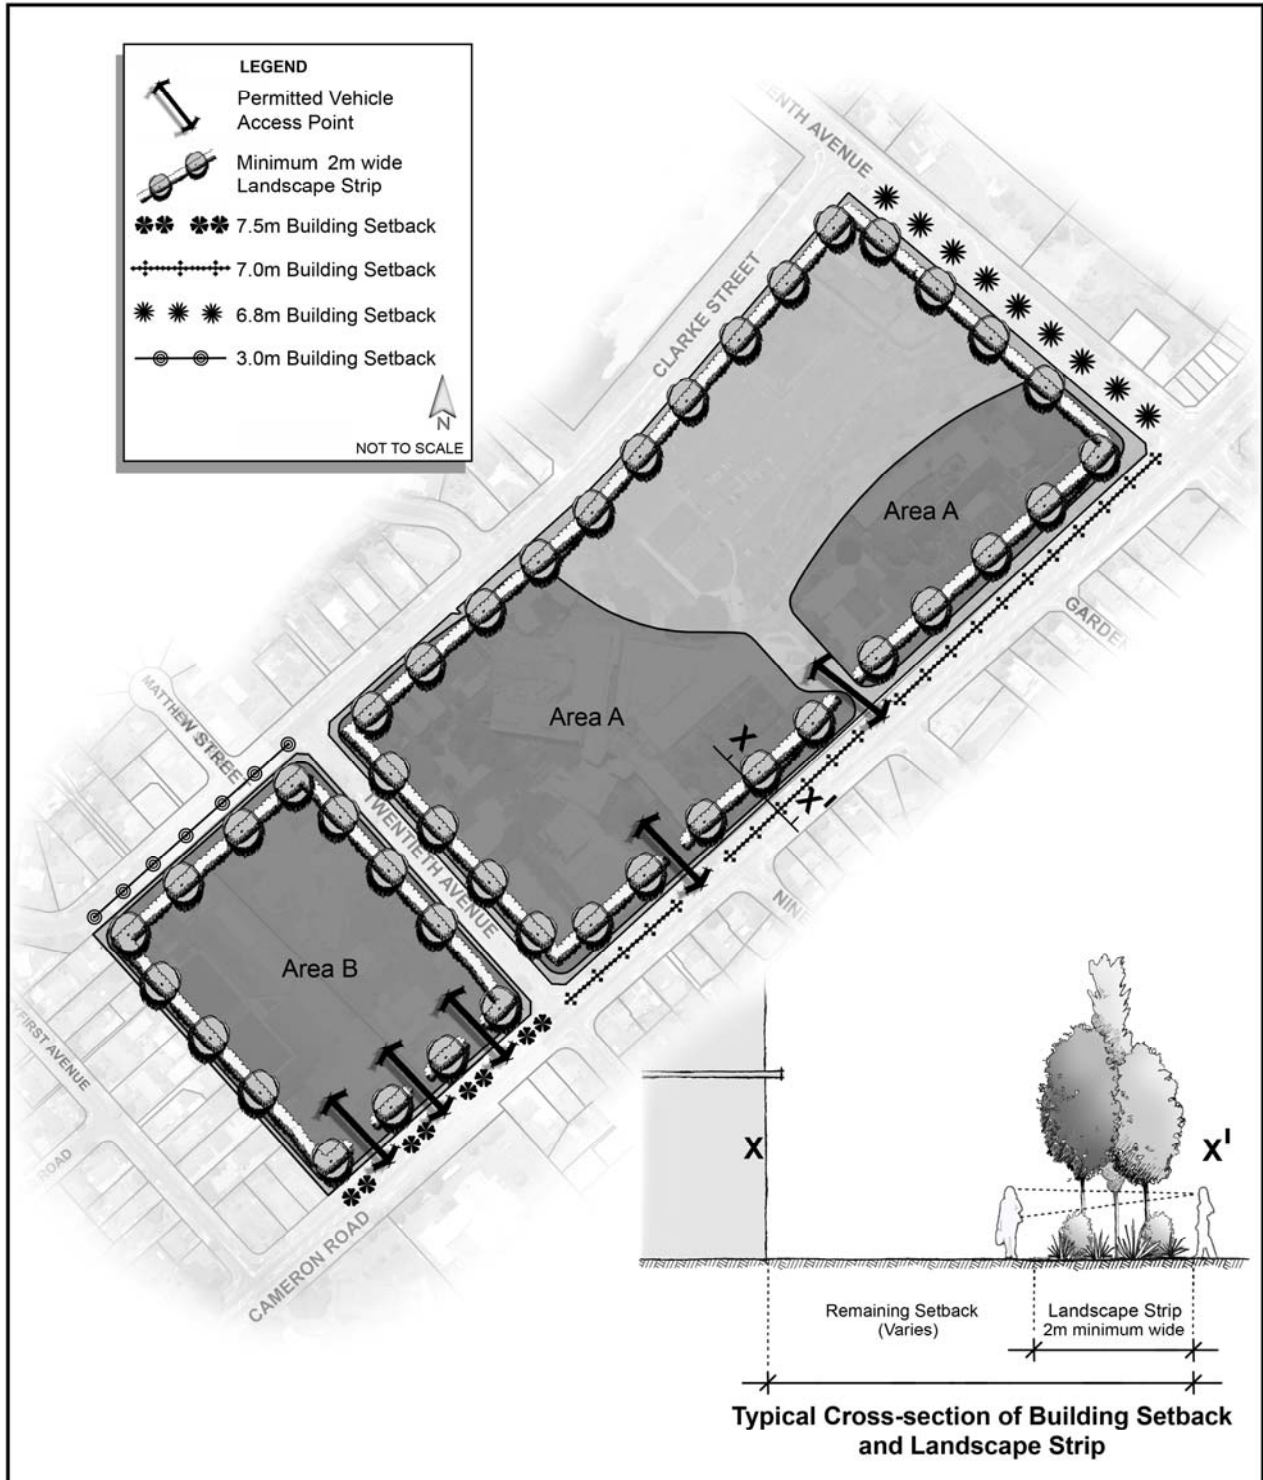 LEGEND
Permitted Vehicle
Access Point
Minimum 2m wide
Landscape Strip
7.5m Building Setback
7.0m Building Setback
6.8m Building Setback
3.0m Building Setback
N
NOT TO SCALE
ENTH AVENUE
CLARKE STREET
Area A
GARDEN
MATTHEW STREE
Area A
X
X'
TWENTIETH AVENUE
NIN
Area B
FIRST AVENUE
ROAD
CAMERON ROAD
X
X'
Remaining Setback
(Varies)
Landscape Strip
2m minimum wide
Typical Cross-section of Building Setback
and Landscape Strip